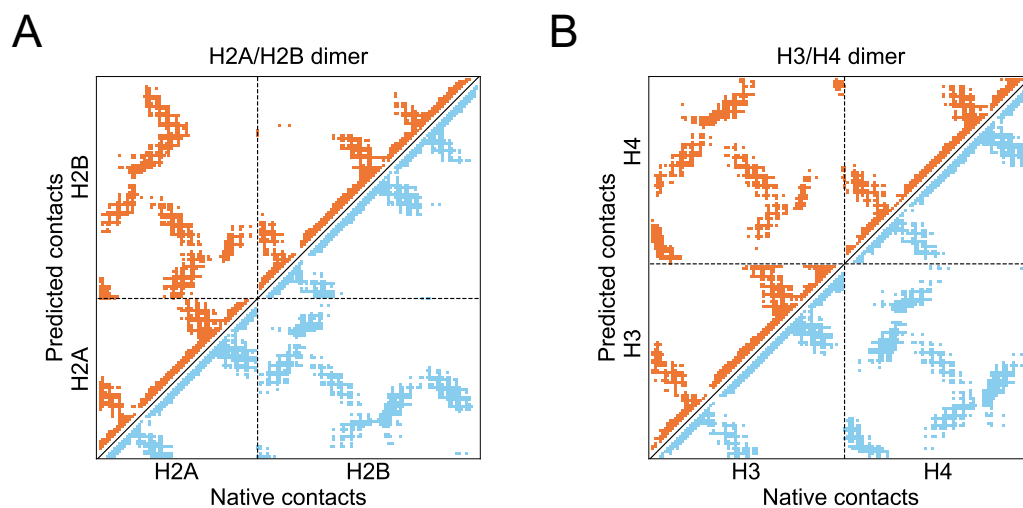 A
H2A/H2B dimer
Predicted contacts
H2B
H2A
H2A
H2B
Native contacts
B
H3/H4 dimer
Predicted contacts
H4
H3
H3
H4
Native contacts